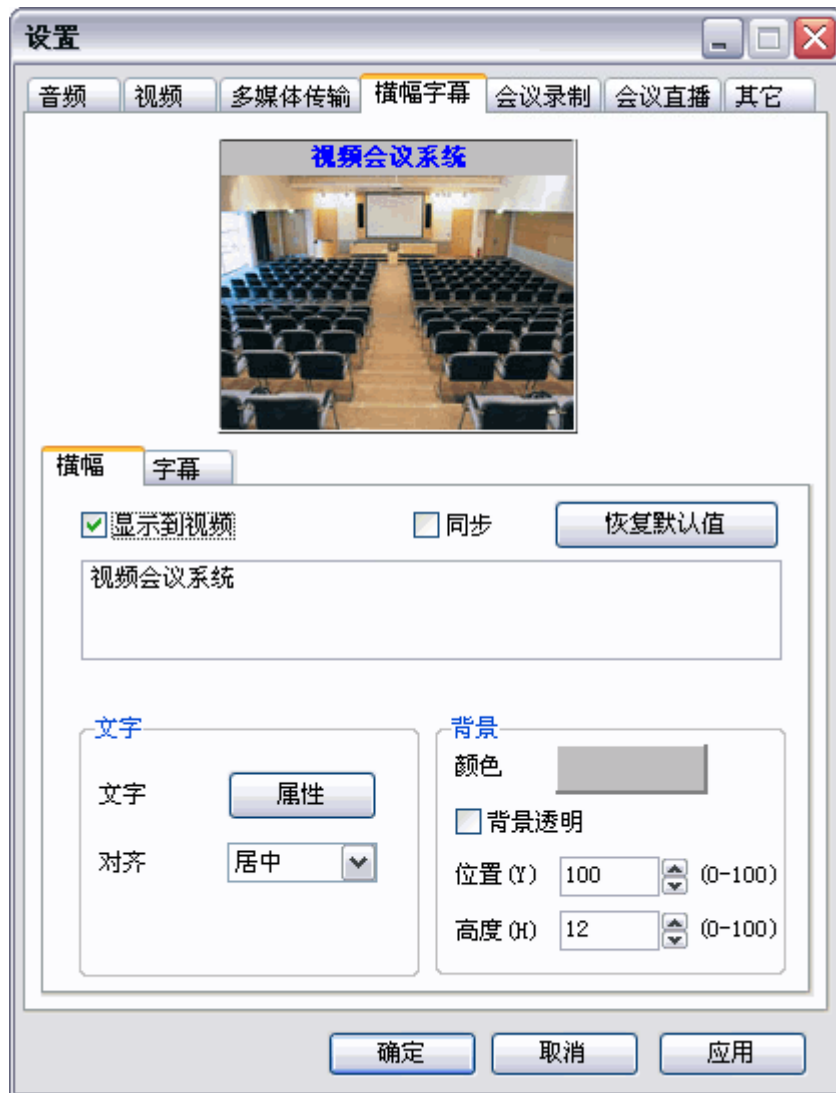 设置
音频 视频 多媒体传输 横幅字幕 会议录制 会议直播 其它
视频会议系统
横幅 字幕
显示到视频 同步 恢复默认值
视频会议系统
文字 背景
颜色
文字 属性
背景透明
对齐 居中
位置(Y) 100 (0-100)
高度(H) 12 (0-100)
确定 取消 应用